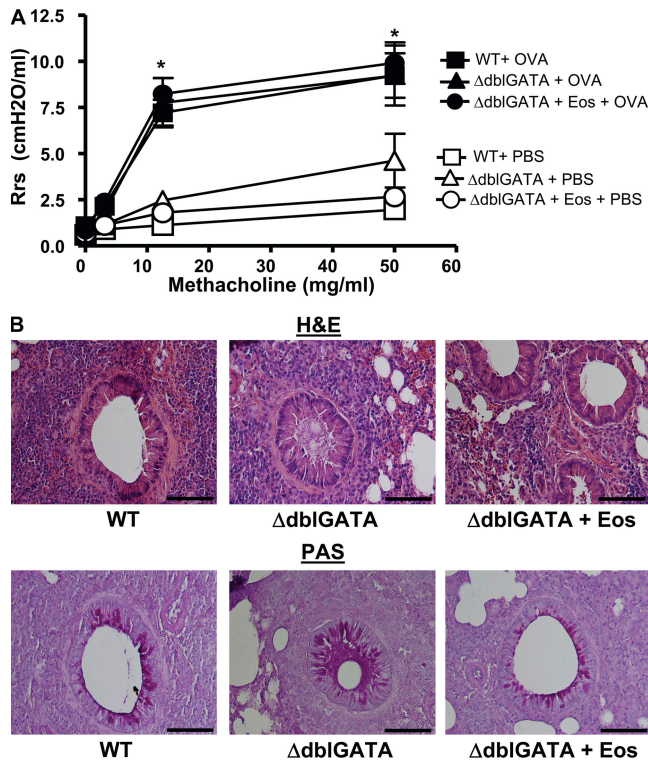 A
Rrs (cmH2O/ml)
10.0
7.5
5.0
2.5
0.0
* *
0 10 20 30 40 50 60
Methacholine (mg/ml)
WT+ OVA
ΔdblGATA + OVA
ΔdblGATA + Eos + OVA
WT+ PBS
ΔdblGATA + PBS
ΔdblGATA + Eos + PBS
B
H&E
WT ΔdblGATA ΔdblGATA + Eos
PAS
WT ΔdblGATA ΔdblGATA + Eos